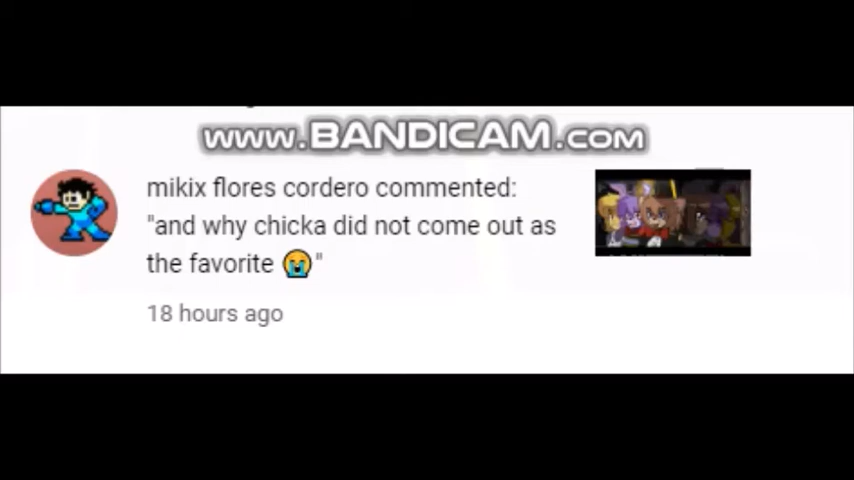 www.BANDICAM.com
mikix flores cordero commented:
"and why chicka did not come out as
the favorite 😭"
18 hours ago